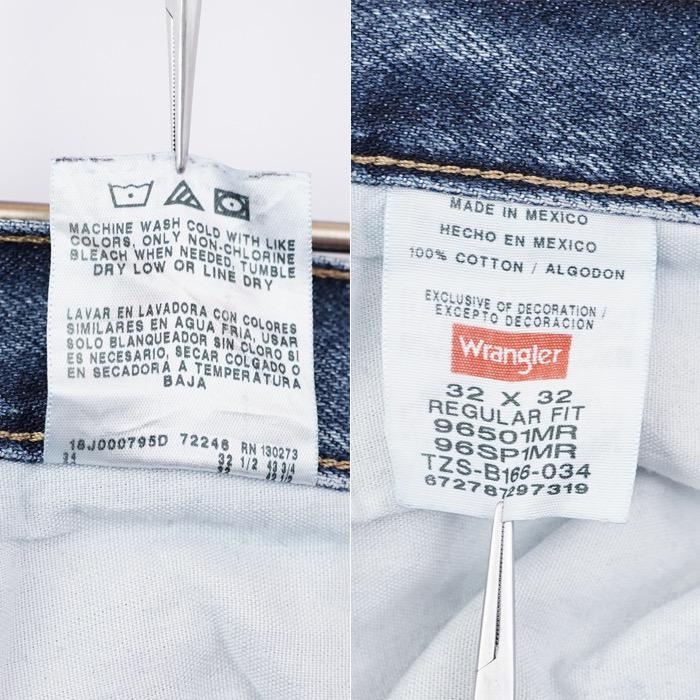 MACHINE WASH COLD WITH LIKE
COLORS, ONLY NON-CHLORINE
BLEACH WHEN NEEDED, TUMBLE
DRY LOW OR LINE DRY
LAVAR EN LAVADORA CON COLORES
SIMILARES EN AGUA FRIA, USAR
SOLO BLANQUEADOR SIN CLORO SI
ES NECESARIO, SECAR COLGADO O
EN SECADORA A TEMPERATURA
BAJA
18J000795D 72246 RN 130273
32 1/2 43 3/4
MADE IN MEXICO
HECHO EN MEXICO
100% COTTON / ALGODON
EXCLUSIVE OF DECORATION /
EXCEPTO DECORACION
Wrangler
32 X 32
REGULAR FIT
96501MR
96SP1MR
TZS-B166-034
672787297319